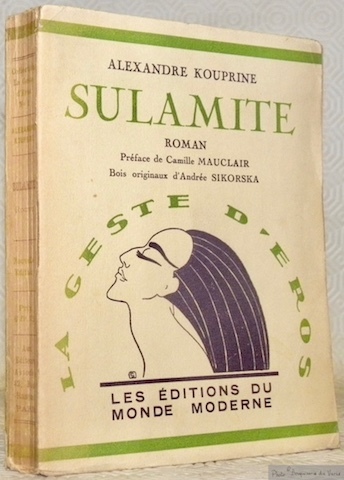 ALEXANDRE KOUPRINE
SULAMITE
ROMAN
Préface de Camille MAUCLAIR
Bois originaux d'Andrée SIKORSKA
LA GESTE D'ÉROS
LES ÉDITIONS DU
MONDE MODERNE